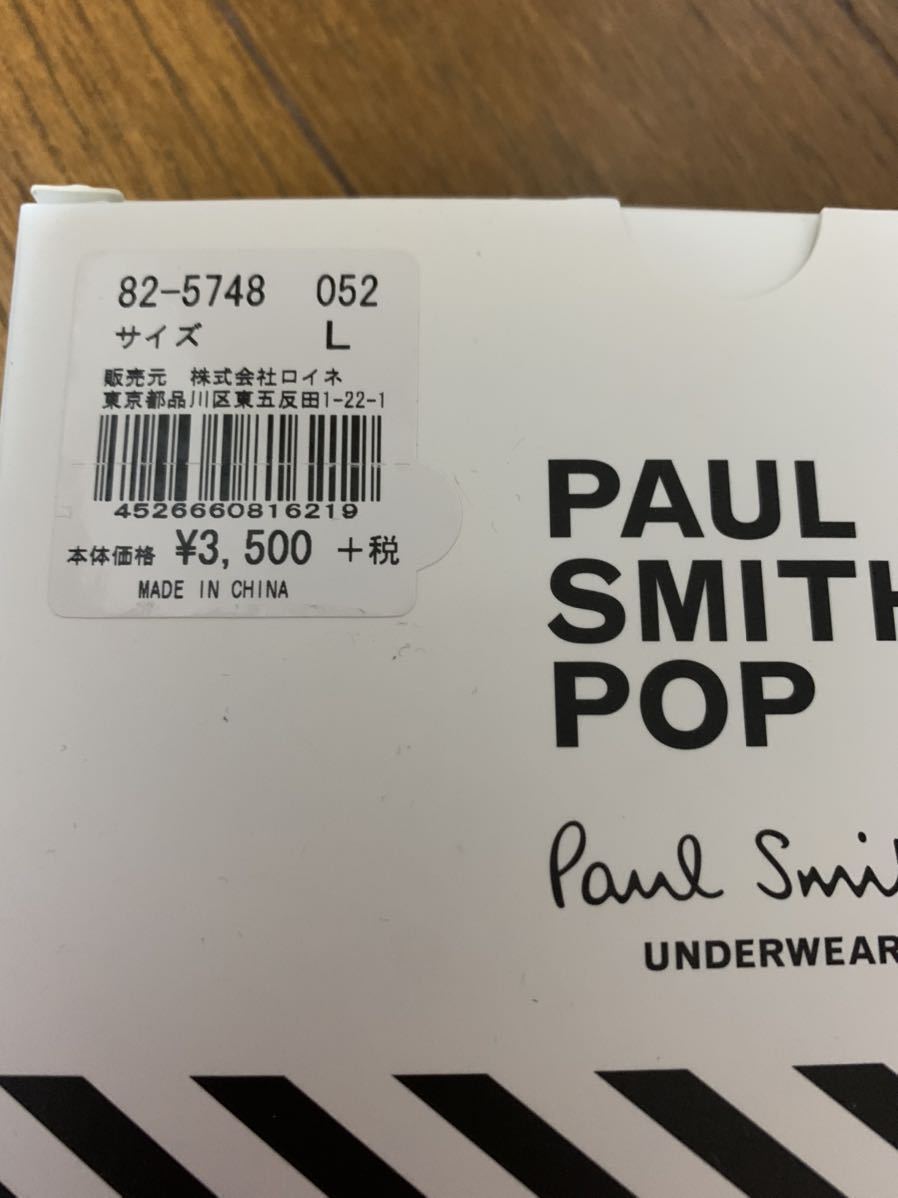 82-5748 052
サイズ L
販売元 株式会社ロイネ
東京都品川区東五反田1-22-1
4526660816219
本体価格 ¥3,500 +税
MADE IN CHINA
PAUL
SMITH
POP
Paul Smi
UNDERWEAR